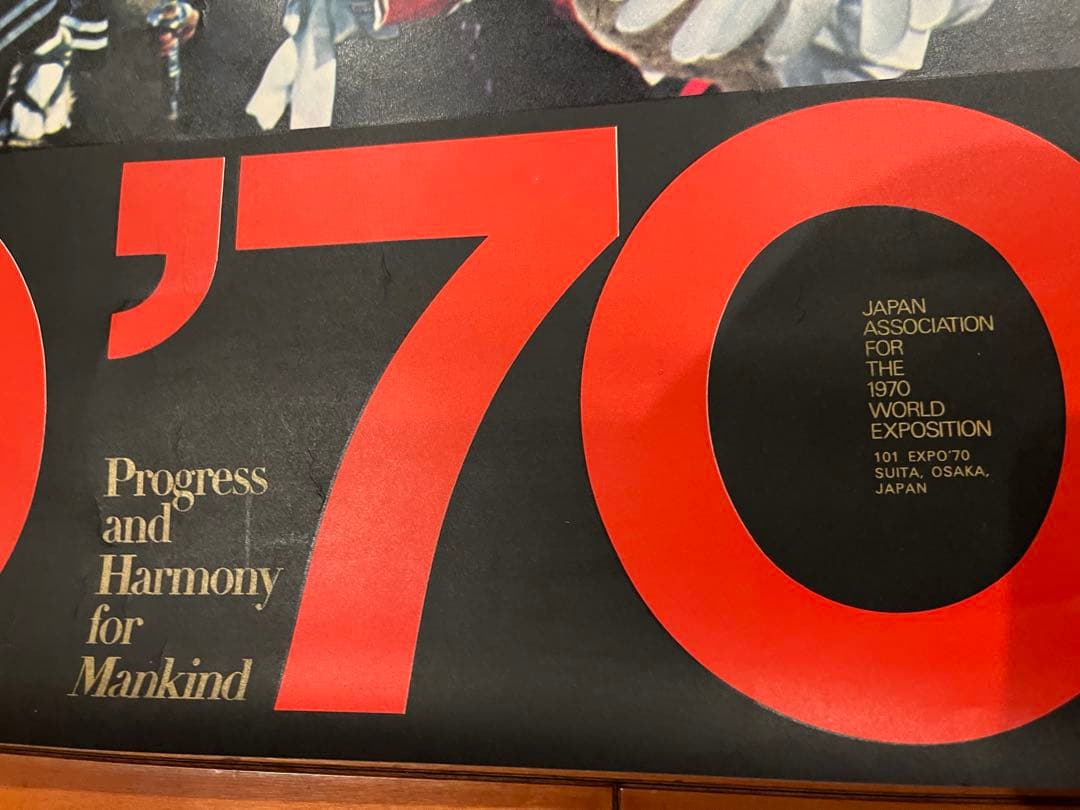 O '70
Progress
and
Harmony
for
Mankind
JAPAN
ASSOCIATION
FOR
THE
1970
WORLD
EXPOSITION
101 EXPO'70
SUITA, OSAKA,
JAPAN